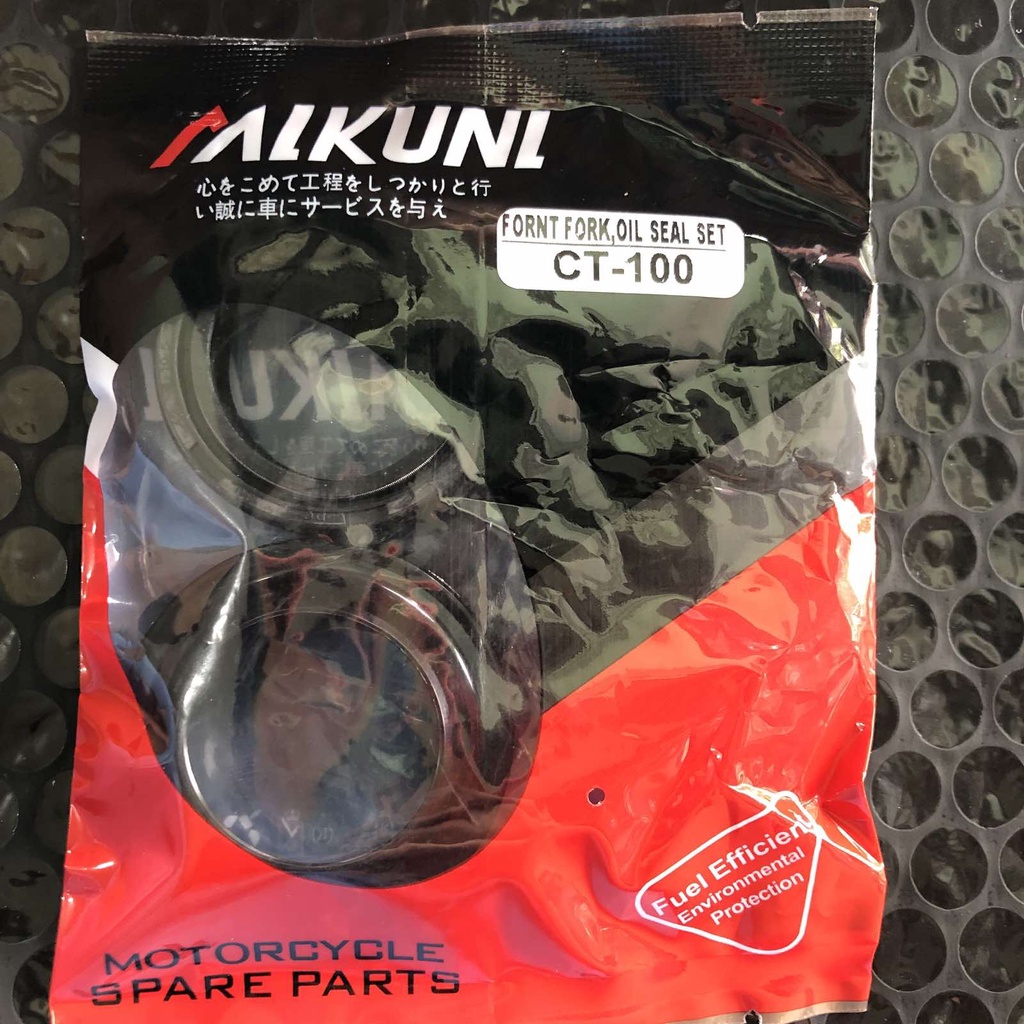 MIKUNI
心をこめて工程をしつかりと行
い誠に車にサービスを与え
FORNT FORK,OIL SEAL SET
CT-100
Fuel Efficient
Environmental
Protection
MOTORCYCLE
SPARE PARTS